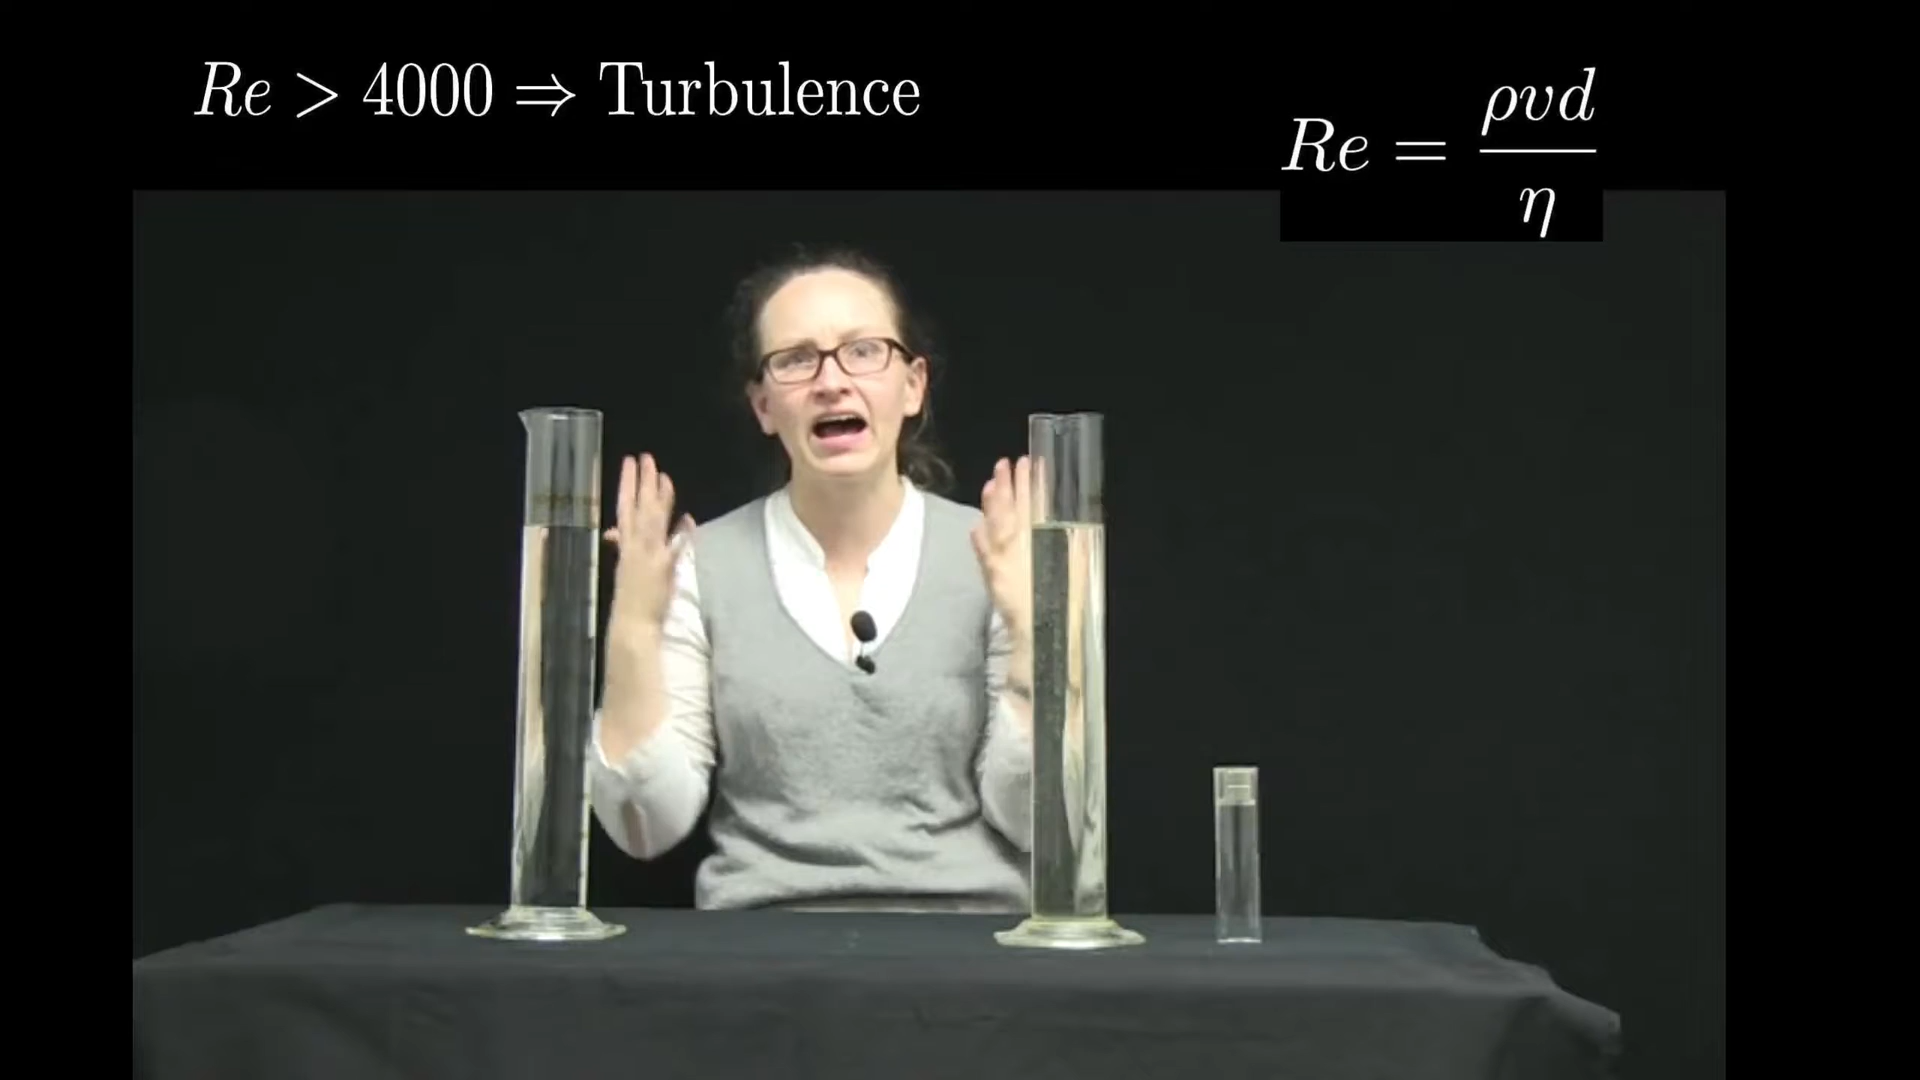 Re > 4000 ⇒ Turbulence
Re = ρvd / η